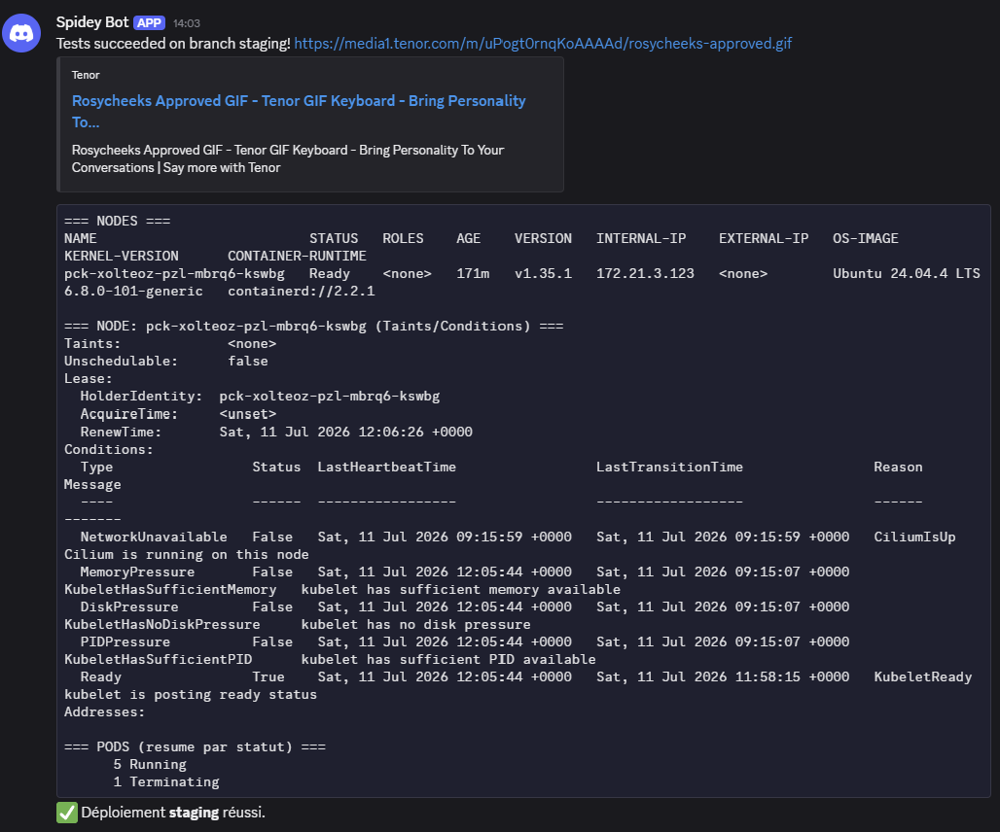 Spidey Bot APP 14:03
Tests succeeded on branch staging! https://media1.tenor.com/m/uPogt0rnqKoAAAAd/rosycheeks-approved.gif
Tenor
Rosycheeks Approved GIF - Tenor GIF Keyboard - Bring Personality
To...
Rosycheeks Approved GIF - Tenor GIF Keyboard - Bring Personality To Your
Conversations | Say more with Tenor
=== NODES ===
NAME                          STATUS   ROLES    AGE    VERSION   INTERNAL-IP    EXTERNAL-IP   OS-IMAGE
KERNEL-VERSION      CONTAINER-RUNTIME
pck-xolteoz-pzl-mbrq6-kswbg   Ready    <none>   171m   v1.35.1   172.21.3.123   <none>        Ubuntu 24.04.4 LTS
6.8.0-101-generic   containerd://2.2.1
=== NODE: pck-xolteoz-pzl-mbrq6-kswbg (Taints/Conditions) ===
Taints:             <none>
Unschedulable:      false
Lease:
  HolderIdentity:  pck-xolteoz-pzl-mbrq6-kswbg
  AcquireTime:     <unset>
  RenewTime:       Sat, 11 Jul 2026 12:06:26 +0000
Conditions:
  Type                 Status  LastHeartbeatTime                 LastTransitionTime                Reason
Message
  ----                 ------  -----------------                 ------------------                ------
-------
  NetworkUnavailable   False   Sat, 11 Jul 2026 09:15:59 +0000   Sat, 11 Jul 2026 09:15:59 +0000   CiliumIsUp
Cilium is running on this node
  MemoryPressure       False   Sat, 11 Jul 2026 12:05:44 +0000   Sat, 11 Jul 2026 09:15:07 +0000
KubeletHasSufficientMemory   kubelet has sufficient memory available
  DiskPressure         False   Sat, 11 Jul 2026 12:05:44 +0000   Sat, 11 Jul 2026 09:15:07 +0000
KubeletHasNoDiskPressure     kubelet has no disk pressure
  PIDPressure          False   Sat, 11 Jul 2026 12:05:44 +0000   Sat, 11 Jul 2026 09:15:07 +0000
KubeletHasSufficientPID      kubelet has sufficient PID available
  Ready                True    Sat, 11 Jul 2026 12:05:44 +0000   Sat, 11 Jul 2026 11:58:15 +0000   KubeletReady
kubelet is posting ready status
Addresses:
=== PODS (resume par statut) ===
      5 Running
      1 Terminating
✅ Déploiement staging réussi.